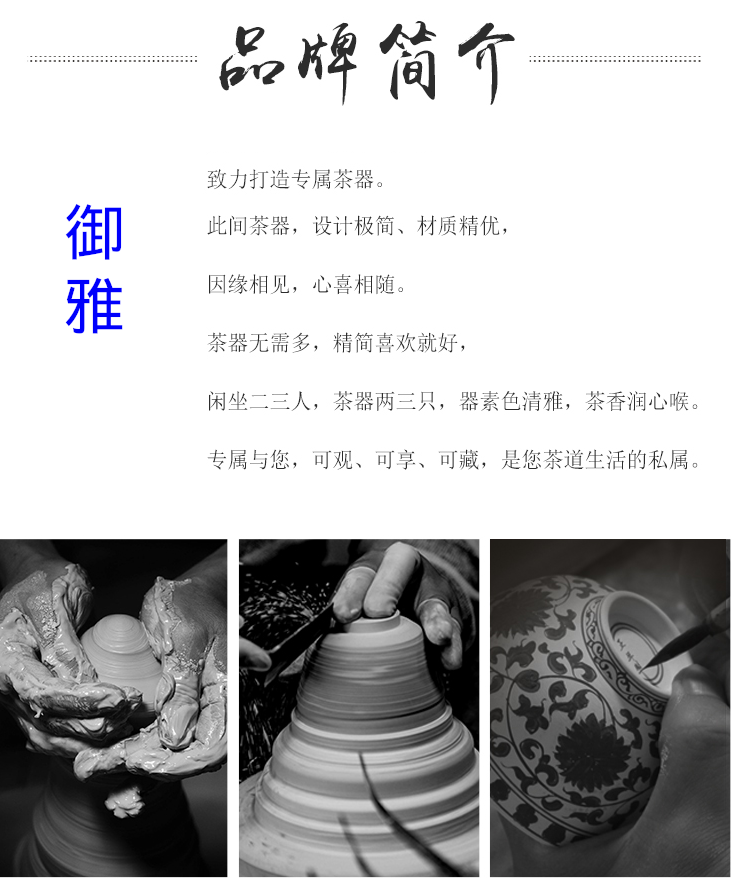 品牌简介
御
雅
致力打造专属茶器。
此间茶器，设计极简、材质精优，
因缘相见，心喜相随。
茶器无需多，精简喜欢就好，
闲坐二三人，茶器两三只，器素色清雅，茶香润心喉。
专属与您，可观、可享、可藏，是您茶道生活的私属。